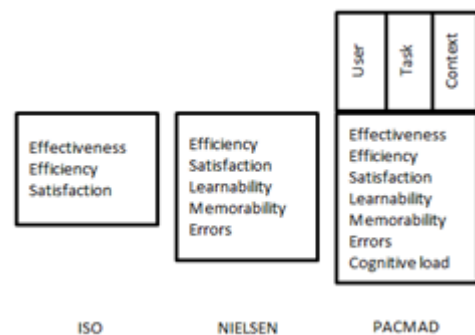 User
Task
Context
Effectiveness
Efficiency
Satisfaction
Efficiency
Satisfaction
Learnability
Memorability
Errors
Effectiveness
Efficiency
Satisfaction
Learnability
Memorability
Errors
Cognitive load
ISO
NIELSEN
PACMAD